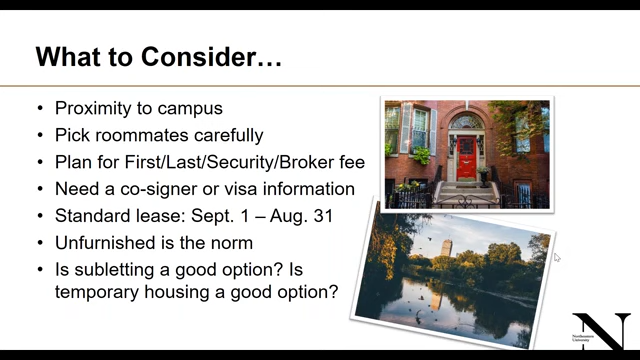 What to Consider…
• Proximity to campus
• Pick roommates carefully
• Plan for First/Last/Security/Broker fee
• Need a co-signer or visa information
• Standard lease: Sept. 1 – Aug. 31
• Unfurnished is the norm
• Is subletting a good option? Is
temporary housing a good option?
N
Northeastern
University